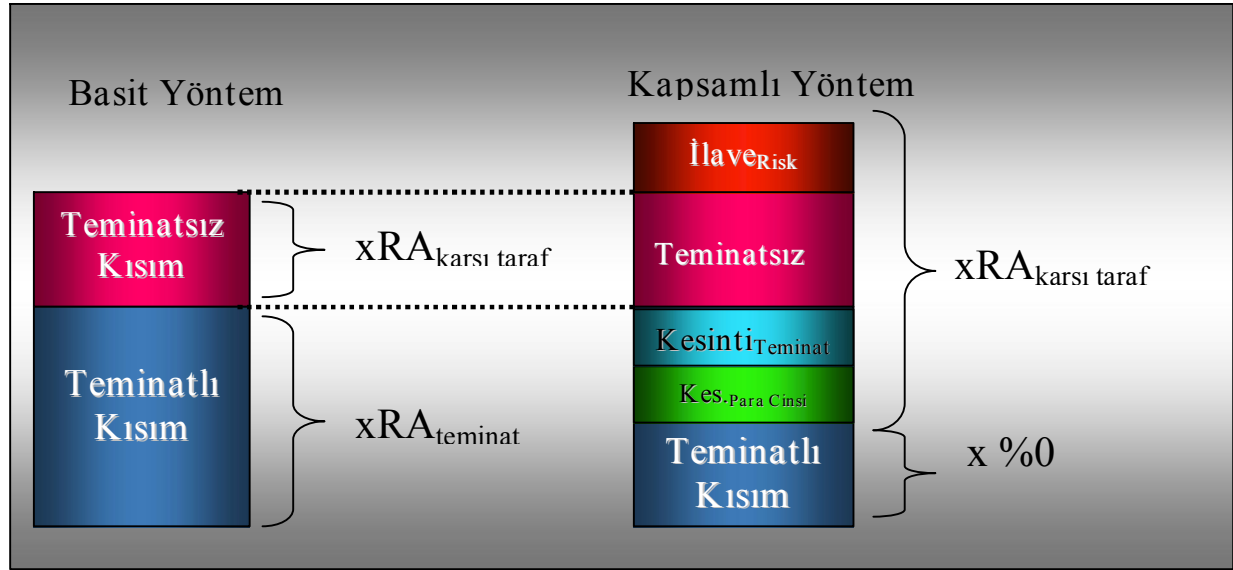 Basit Yöntem
Teminatsız
Kısım
xRAkarsı taraf
Teminatlı
Kısım
xRAteminat
Kapsamlı Yöntem
İlaveRisk
Teminatsız
KesintiTeminat
Kes.Para Cinsi
Teminatlı
Kısım
xRAkarsı taraf
x %0